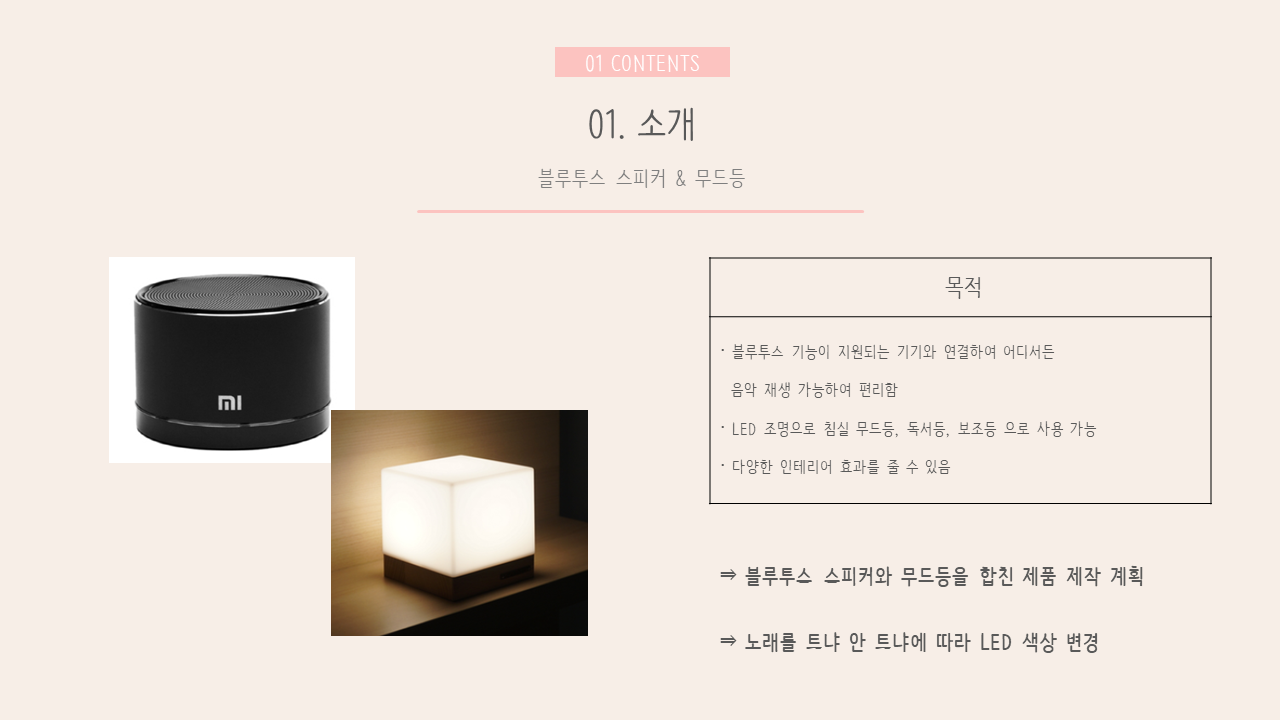 01 CONTENTS
01. 소개
블루투스 스피커 & 무드등
mi
목적
· 블루투스 기능이 지원되는 기기와 연결하여 어디서든
음악 재생 가능하여 편리함
· LED 조명으로 침실 무드등, 독서등, 보조등 으로 사용 가능
· 다양한 인테리어 효과를 줄 수 있음
⇒ 블루투스 스피커와 무드등을 합친 제품 제작 계획
⇒ 노래를 트냐 안 트냐에 따라 LED 색상 변경